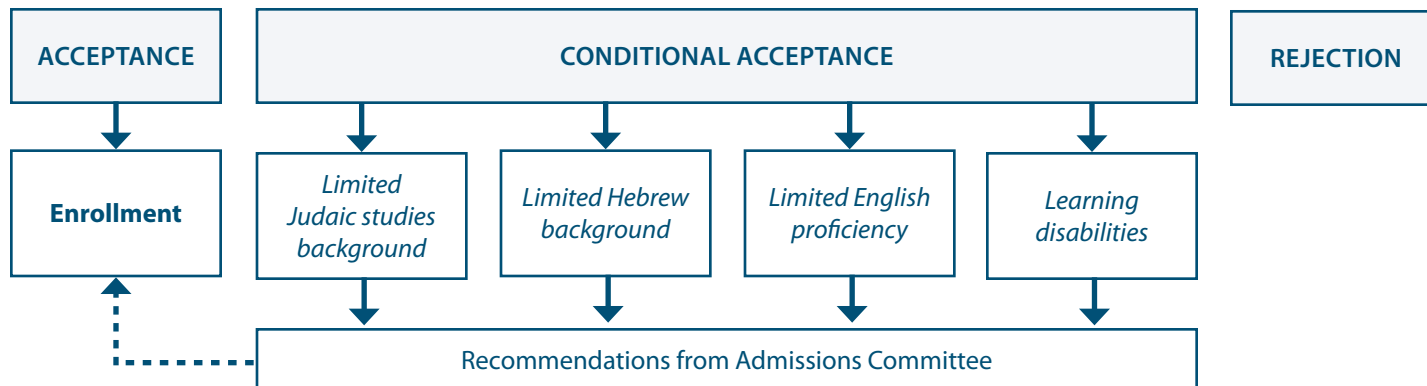 ACCEPTANCE
CONDITIONAL ACCEPTANCE
REJECTION
Enrollment
Limited
Judaic studies
background
Limited Hebrew
background
Limited English
proficiency
Learning
disabilities
Recommendations from Admissions Committee